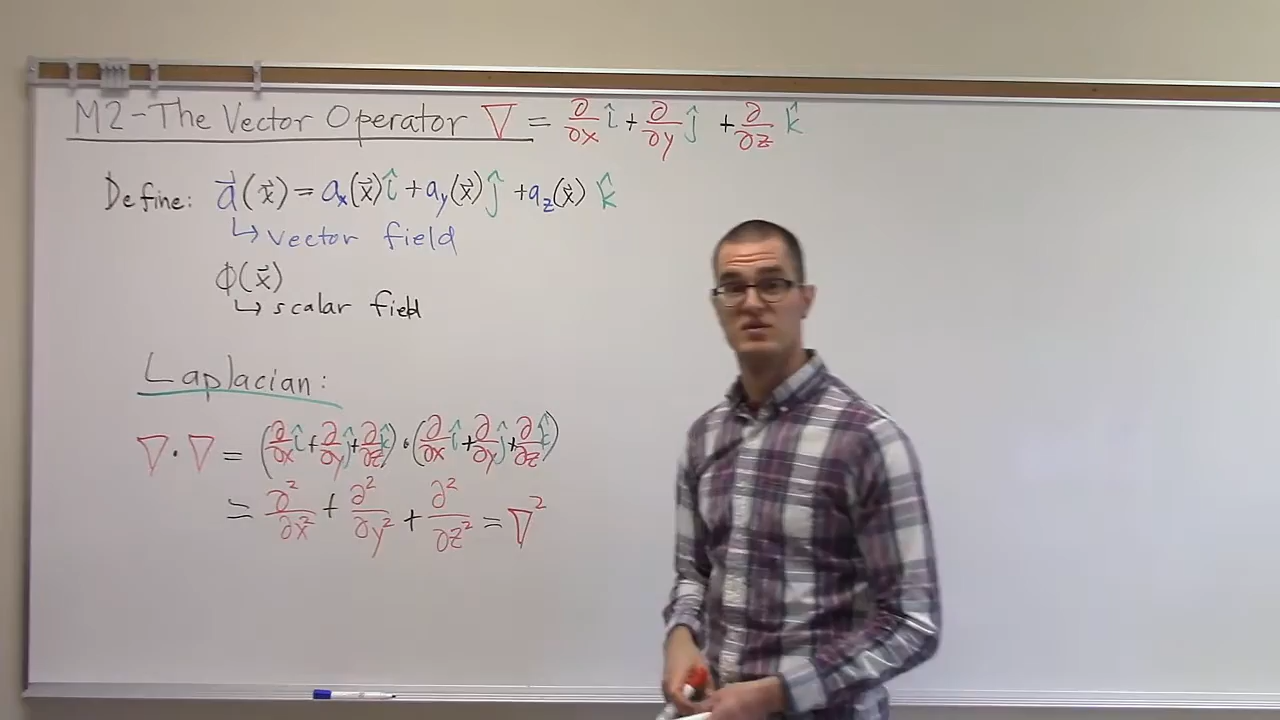 M2-The Vector Operator ∇ = ∂/∂x î + ∂/∂y ĵ + ∂/∂z k̂
Define: a⃗(x⃗) = aₓ(x⃗)î + a_y(x⃗)ĵ + a_z(x⃗) k̂
↳ vector field
φ(x⃗)
↳ scalar field
Laplacian:
∇·∇ = (∂/∂x î + ∂/∂y ĵ + ∂/∂z k̂)·(∂/∂x î + ∂/∂y ĵ + ∂/∂z k̂)
= ∂²/∂x² + ∂²/∂y² + ∂²/∂z² = ∇²